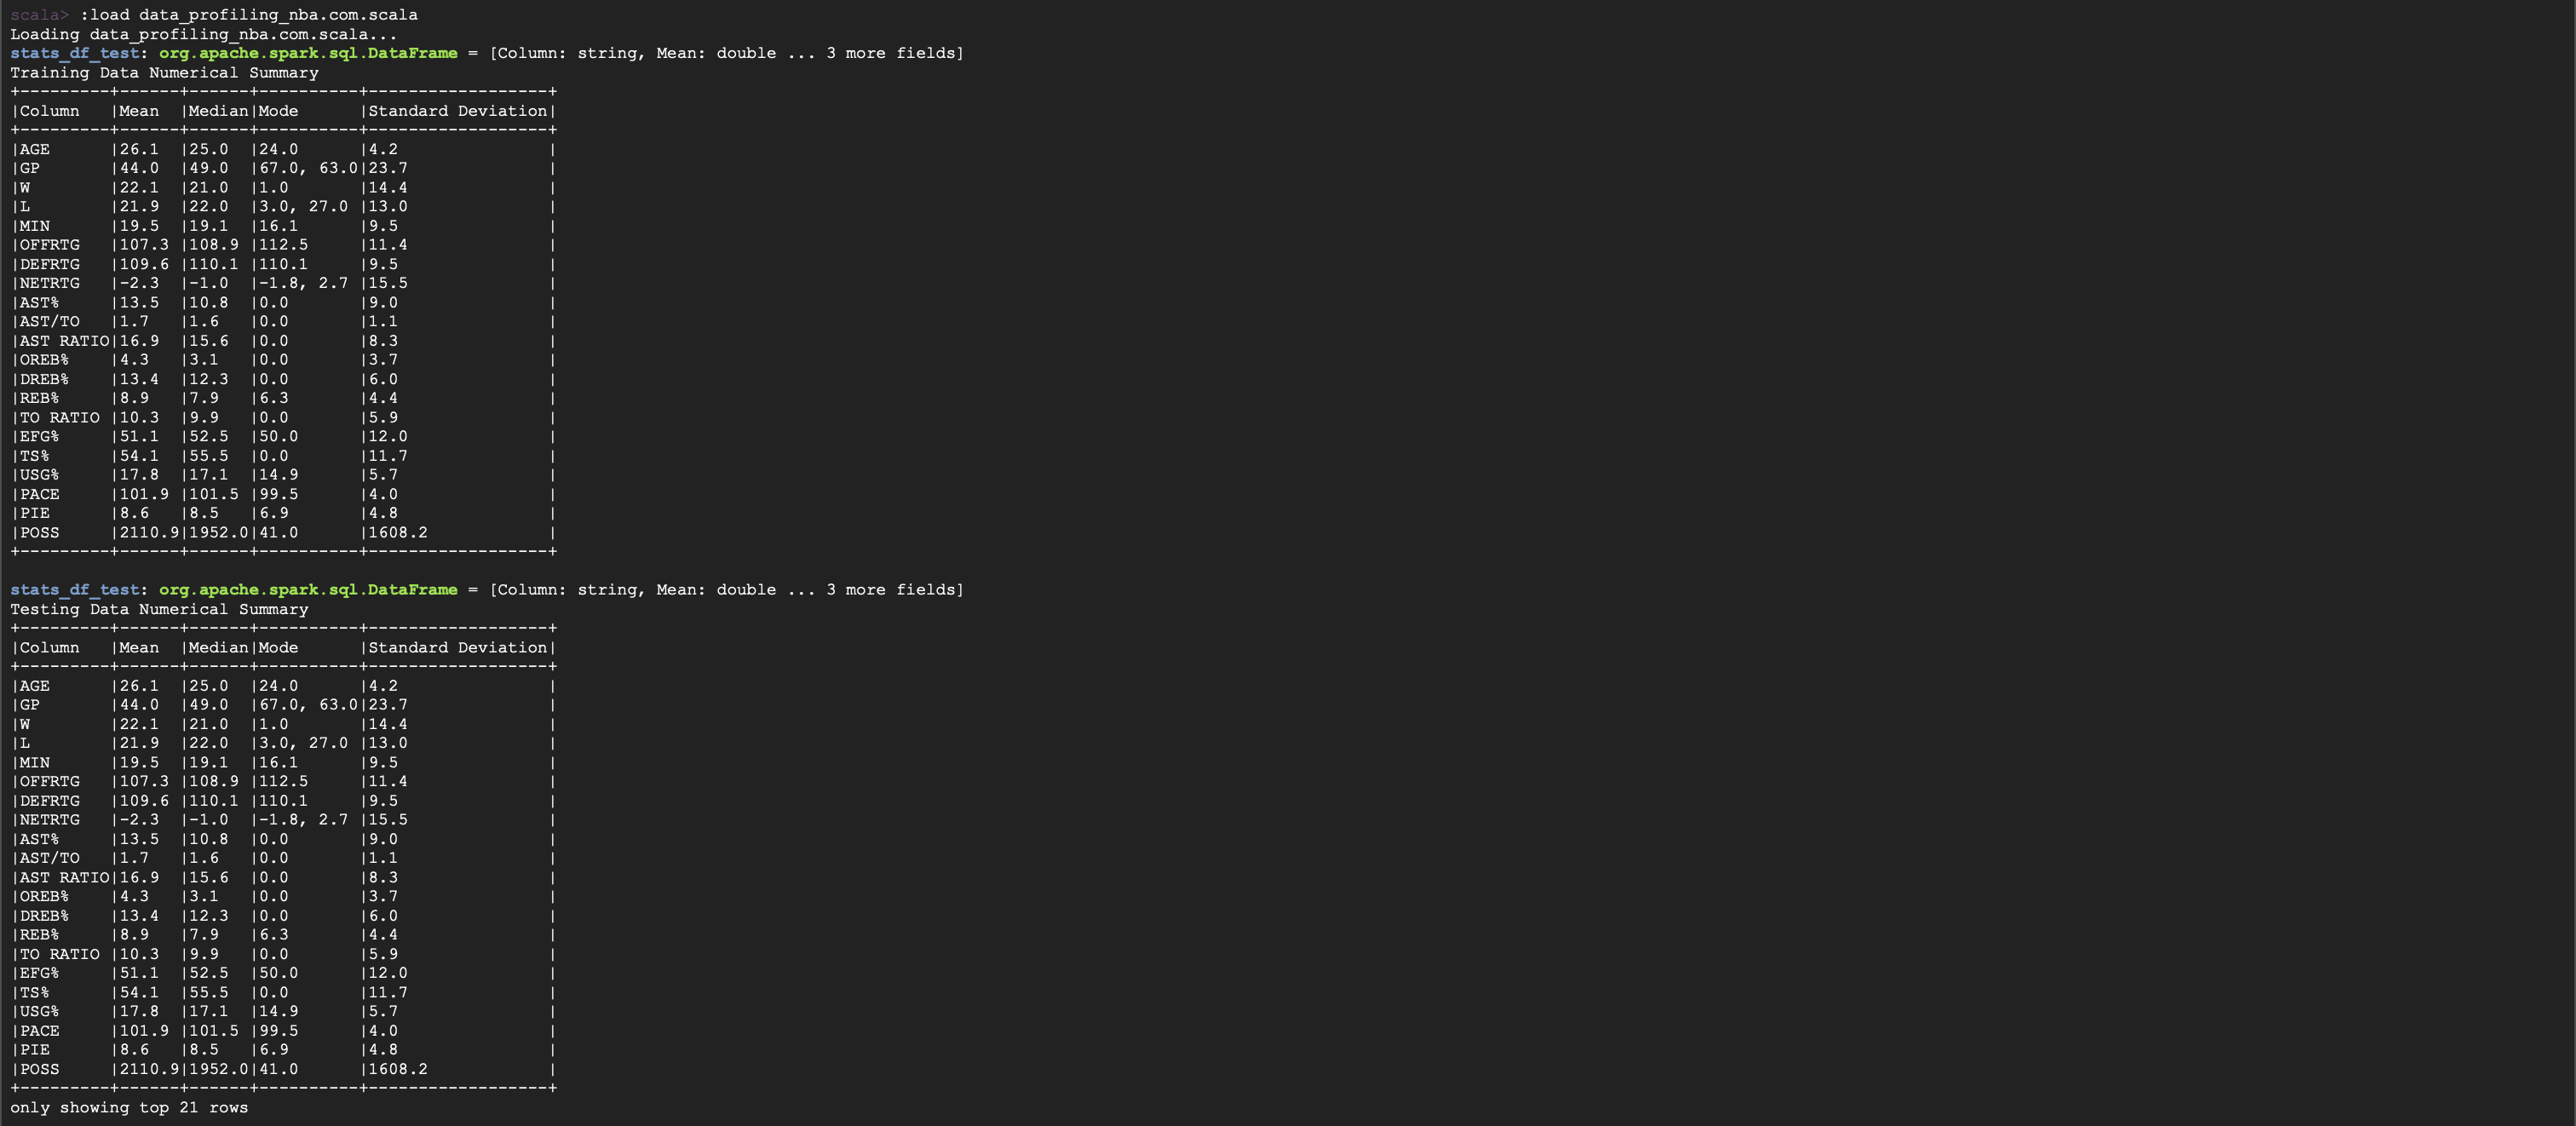 scala> :load data_profiling_nba.com.scala
Loading data_profiling_nba.com.scala...
stats_df_test: org.apache.spark.sql.DataFrame = [Column: string, Mean: double ... 3 more fields]
Training Data Numerical Summary
+---------+------+------+----------+------------------+
|Column   |Mean  |Median|Mode      |Standard Deviation|
+---------+------+------+----------+------------------+
|AGE      |26.1  |25.0  |24.0      |4.2               |
|GP       |44.0  |49.0  |67.0, 63.0|23.7              |
|W        |22.1  |21.0  |1.0       |14.4              |
|L        |21.9  |22.0  |3.0, 27.0 |13.0              |
|MIN      |19.5  |19.1  |16.1      |9.5               |
|OFFRTG   |107.3 |108.9 |112.5     |11.4              |
|DEFRTG   |109.6 |110.1 |110.1     |9.5               |
|NETRTG   |-2.3  |-1.0  |-1.8, 2.7 |15.5              |
|AST%     |13.5  |10.8  |0.0       |9.0               |
|AST/TO   |1.7   |1.6   |0.0       |1.1               |
|AST RATIO|16.9  |15.6  |0.0       |8.3               |
|OREB%    |4.3   |3.1   |0.0       |3.7               |
|DREB%    |13.4  |12.3  |0.0       |6.0               |
|REB%     |8.9   |7.9   |6.3       |4.4               |
|TO RATIO |10.3  |9.9   |0.0       |5.9               |
|EFG%     |51.1  |52.5  |50.0      |12.0              |
|TS%      |54.1  |55.5  |0.0       |11.7              |
|USG%     |17.8  |17.1  |14.9      |5.7               |
|PACE     |101.9 |101.5 |99.5      |4.0               |
|PIE      |8.6   |8.5   |6.9       |4.8               |
|POSS     |2110.9|1952.0|41.0      |1608.2            |
+---------+------+------+----------+------------------+
stats_df_test: org.apache.spark.sql.DataFrame = [Column: string, Mean: double ... 3 more fields]
Testing Data Numerical Summary
+---------+------+------+----------+------------------+
|Column   |Mean  |Median|Mode      |Standard Deviation|
+---------+------+------+----------+------------------+
|AGE      |26.1  |25.0  |24.0      |4.2               |
|GP       |44.0  |49.0  |67.0, 63.0|23.7              |
|W        |22.1  |21.0  |1.0       |14.4              |
|L        |21.9  |22.0  |3.0, 27.0 |13.0              |
|MIN      |19.5  |19.1  |16.1      |9.5               |
|OFFRTG   |107.3 |108.9 |112.5     |11.4              |
|DEFRTG   |109.6 |110.1 |110.1     |9.5               |
|NETRTG   |-2.3  |-1.0  |-1.8, 2.7 |15.5              |
|AST%     |13.5  |10.8  |0.0       |9.0               |
|AST/TO   |1.7   |1.6   |0.0       |1.1               |
|AST RATIO|16.9  |15.6  |0.0       |8.3               |
|OREB%    |4.3   |3.1   |0.0       |3.7               |
|DREB%    |13.4  |12.3  |0.0       |6.0               |
|REB%     |8.9   |7.9   |6.3       |4.4               |
|TO RATIO |10.3  |9.9   |0.0       |5.9               |
|EFG%     |51.1  |52.5  |50.0      |12.0              |
|TS%      |54.1  |55.5  |0.0       |11.7              |
|USG%     |17.8  |17.1  |14.9      |5.7               |
|PACE     |101.9 |101.5 |99.5      |4.0               |
|PIE      |8.6   |8.5   |6.9       |4.8               |
|POSS     |2110.9|1952.0|41.0      |1608.2            |
+---------+------+------+----------+------------------+
only showing top 21 rows